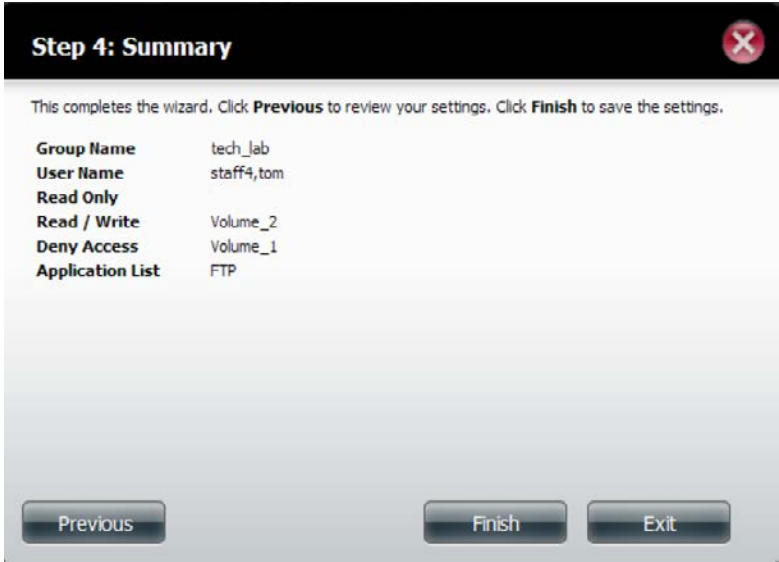 Step 4: Summary
This completes the wizard. Click Previous to review your settings. Click Finish to save the settings.
Group Name tech_lab
User Name staff4,tom
Read Only
Read / Write Volume_2
Deny Access Volume_1
Application List FTP
Previous Finish Exit